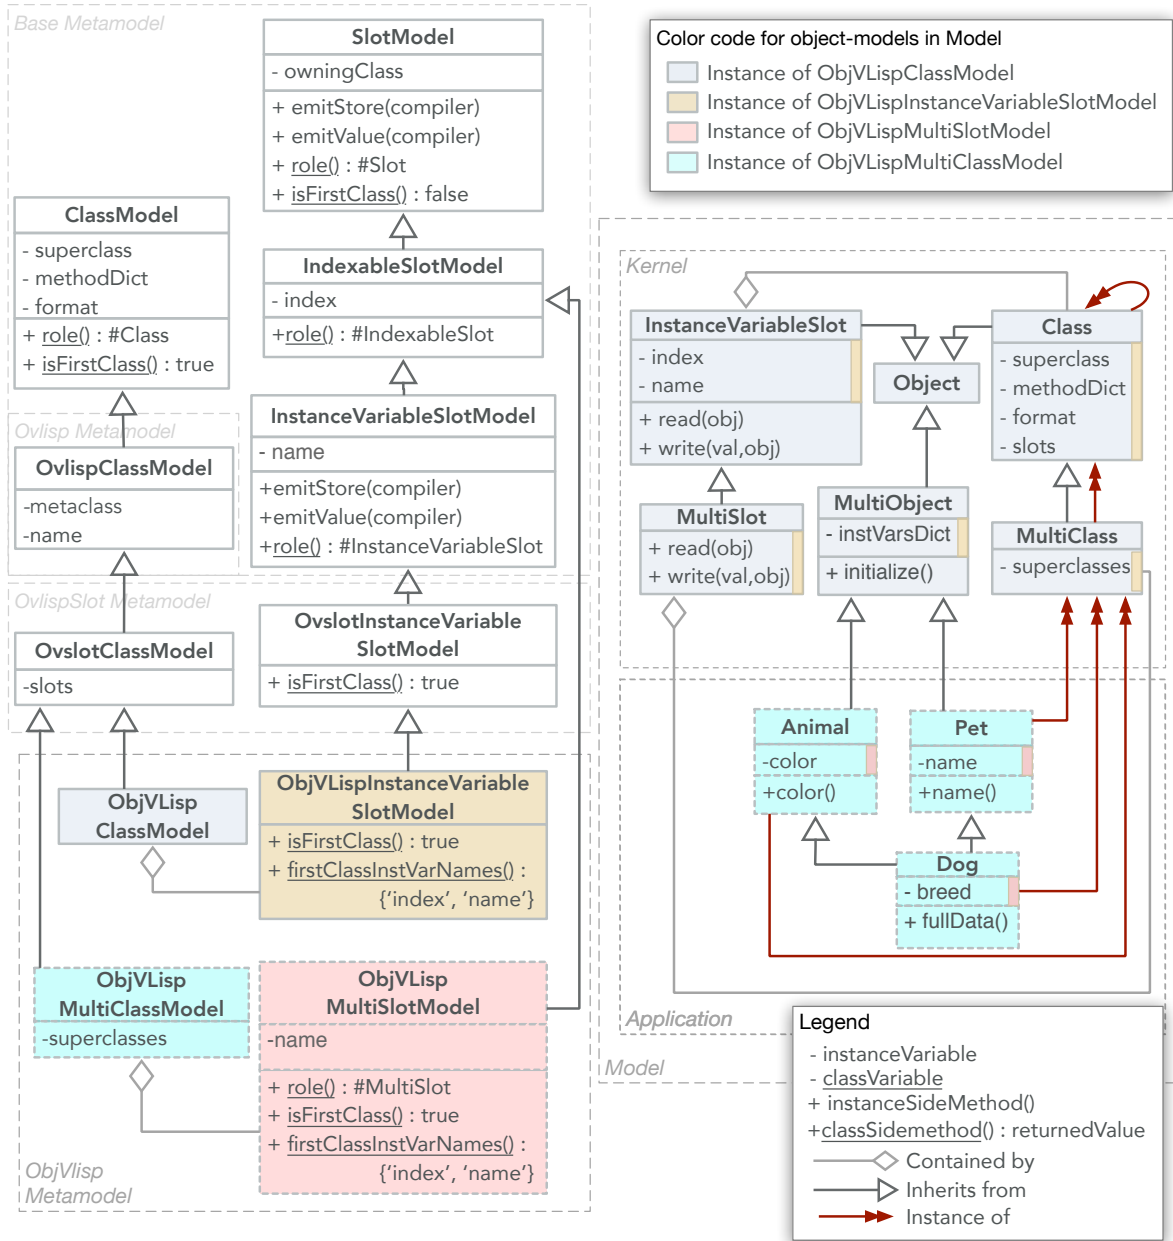 Base Metamodel
SlotModel
- owningClass
+ emitStore(compiler)
+ emitValue(compiler)
+ role() : #Slot
+ isFirstClass() : false
ClassModel
- superclass
- methodDict
- format
+ role() : #Class
+ isFirstClass() : true
IndexableSlotModel
- index
+role() : #IndexableSlot
InstanceVariableSlotModel
- name
+emitStore(compiler)
+emitValue(compiler)
+role() : #InstanceVariableSlot
Ovlisp Metamodel
OvlispClassModel
-metaclass
-name
OvlispSlot Metamodel
OvslotClassModel
-slots
OvslotInstanceVariable
SlotModel
+ isFirstClass() : true
ObjVLisp
ClassModel
ObjVLispInstanceVariable
SlotModel
+ isFirstClass() : true
+ firstClassInstVarNames() :
{'index', 'name'}
ObjVLisp
MultiClassModel
-superclasses
ObjVLisp
MultiSlotModel
-name
+ role() : #MultiSlot
+ isFirstClass() : true
+ firstClassInstVarNames() :
{'index', 'name'}
ObjVlisp
Metamodel
Color code for object-models in Model
Instance of ObjVLispClassModel
Instance of ObjVLispInstanceVariableSlotModel
Instance of ObjVLispMultiSlotModel
Instance of ObjVLispMultiClassModel
Kernel
InstanceVariableSlot
- index
- name
+ read(obj)
+ write(val,obj)
Object
Class
- superclass
- methodDict
- format
- slots
MultiSlot
+ read(obj)
+ write(val,obj)
MultiObject
- instVarsDict
+ initialize()
MultiClass
- superclasses
Animal
-color
+color()
Pet
-name
+name()
Dog
- breed
+ fullData()
Application
Model
Legend
- instanceVariable
- classVariable
+ instanceSideMethod()
+classSidemethod() : returnedValue
Contained by
Inherits from
Instance of